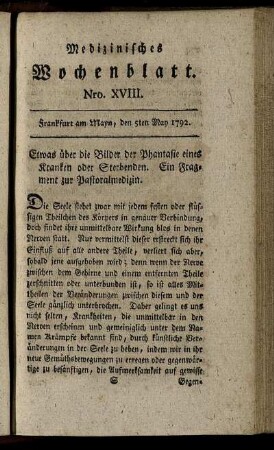 Medizinisches
Wochenblatt.
Nro. XVIII.
Frankfurt am Mayn, den 5ten May 1792.
Etwas über die Bilder der Phantasie eines
Kranken oder Sterbenden. Ein Frag-
ment zur Pastoralmedizin.
Die Seele stehet zwar mit jedem festen oder flüs-
sigen Theilchen des Körpers in genauer Verbindung,
doch findet ihre unmittelbare Wirkung blos in denen
Nerven statt. Nur vermittelst dieser erstreckt sich ihr
Einfluß auf alle andere Theile, verliert sich aber,
sobald jene aufgehoben wird; denn wenn der Nerve
zwischen dem Gehirne und einem entfernten Theile
zerschnitten oder unterbunden ist, so ist alles Mit-
theilen der Veränderungen zwischen diesem und der
Seele gänzlich unterbrochen. Daher gelingt es uns
nicht selten, Krankheiten, die unmittelbar in den
Nerven erscheinen und gemeiniglich unter dem Na-
men Krämpfe bekannt sind, durch künstliche Ver-
änderungen in der Seele zu heben, indem wir in ihr
neue Gemüthsbewegungen zu erregen oder gegenwär-
tige zu besänftigen, die Aufmerksamkeit auf gewisse
S Gegen-